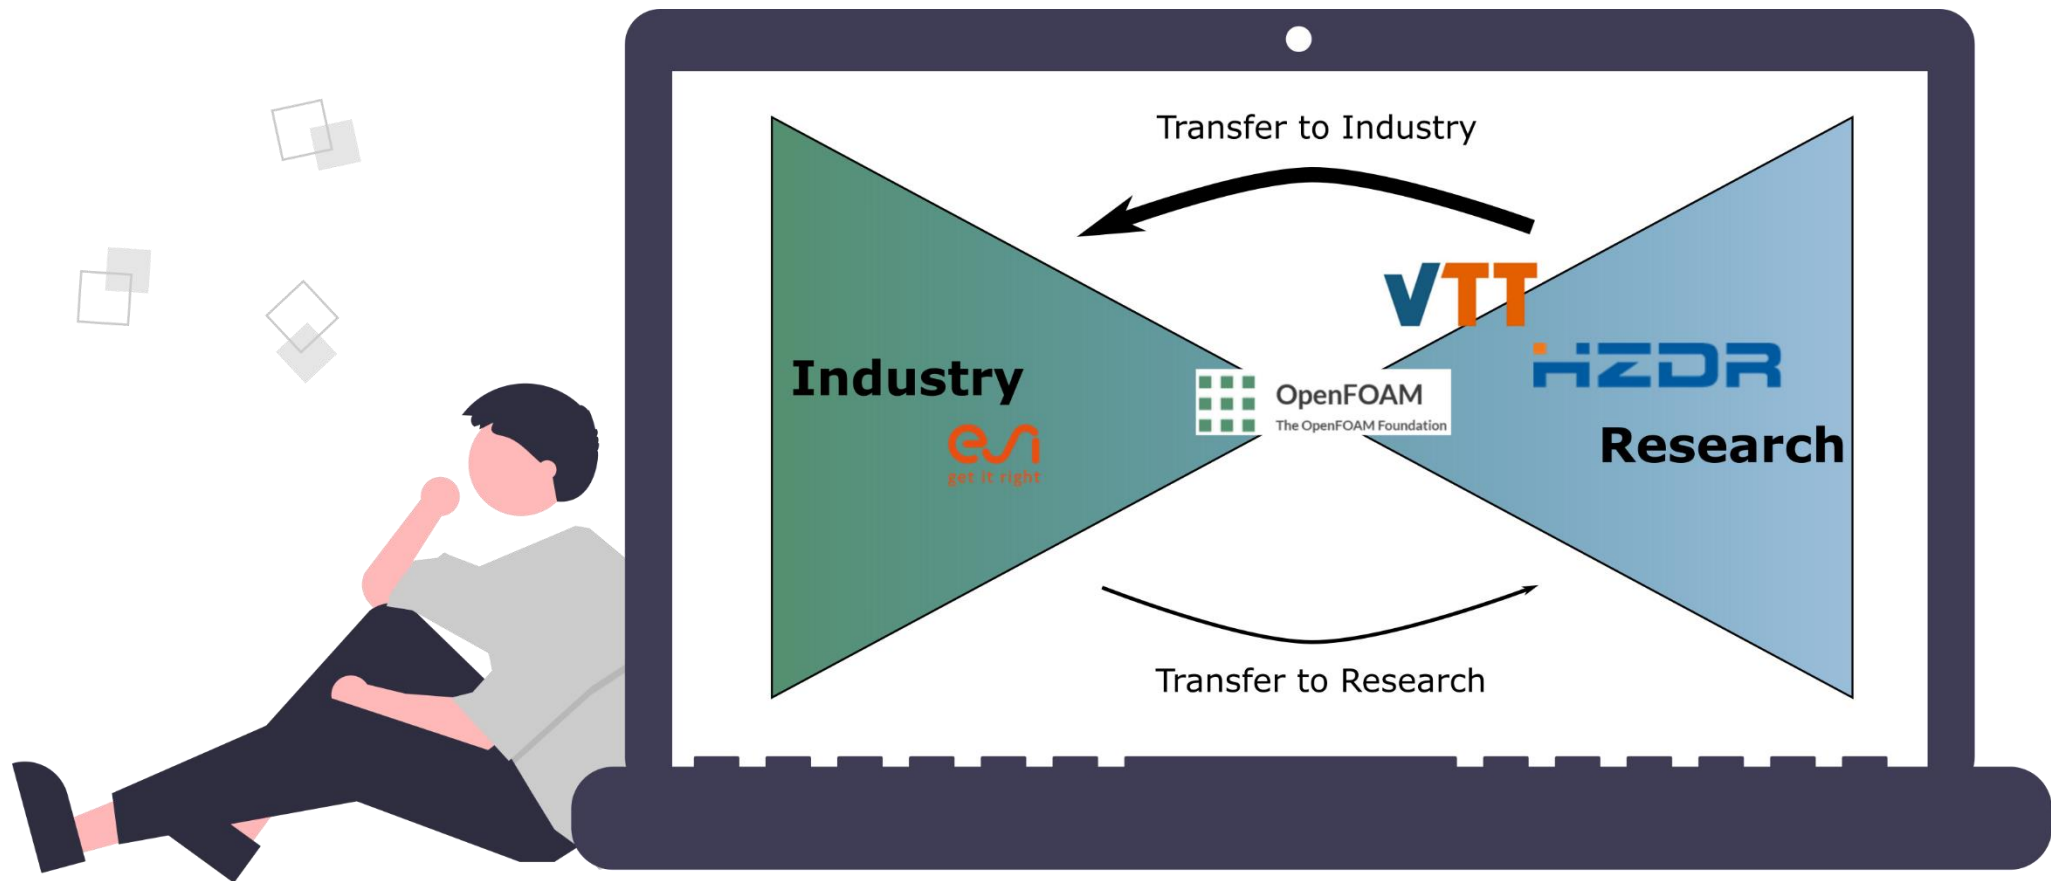 Transfer to Industry
VTT
HZDR
Industry
OpenFOAM
The OpenFOAM Foundation
esi
get it right
Research
Transfer to Research